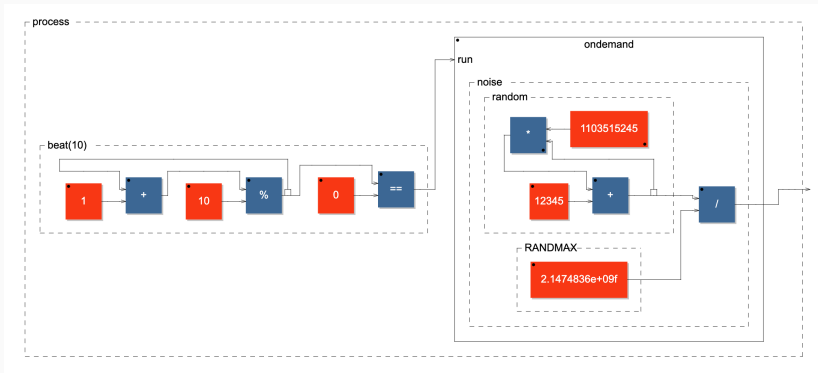 process
ondemand
run
noise
random
1103515245
*
beat(10)
1
+
10
%
0
==
12345
+
/
RANDMAX
2.1474836e+09f